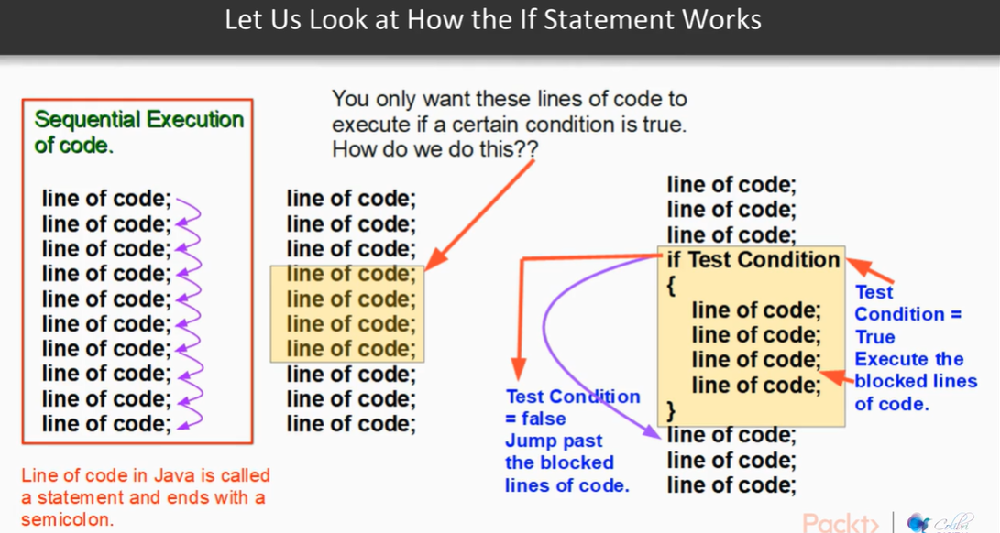 Let Us Look at How the If Statement Works
Sequential Execution
of code.
line of code;
line of code;
line of code;
line of code;
line of code;
line of code;
line of code;
line of code;
line of code;
line of code;
Line of code in Java is called
a statement and ends with a
semicolon.
You only want these lines of code to
execute if a certain condition is true.
How do we do this??
line of code;
line of code;
line of code;
line of code;
line of code;
line of code;
line of code;
line of code;
line of code;
line of code;
line of code;
line of code;
line of code;
if Test Condition
{
line of code;
line of code;
line of code;
line of code;
}
line of code;
line of code;
line of code;
Test Condition
= false
Jump past
the blocked
lines of code.
Test
Condition =
True
Execute the
blocked lines
of code.
Packt>
Colibri